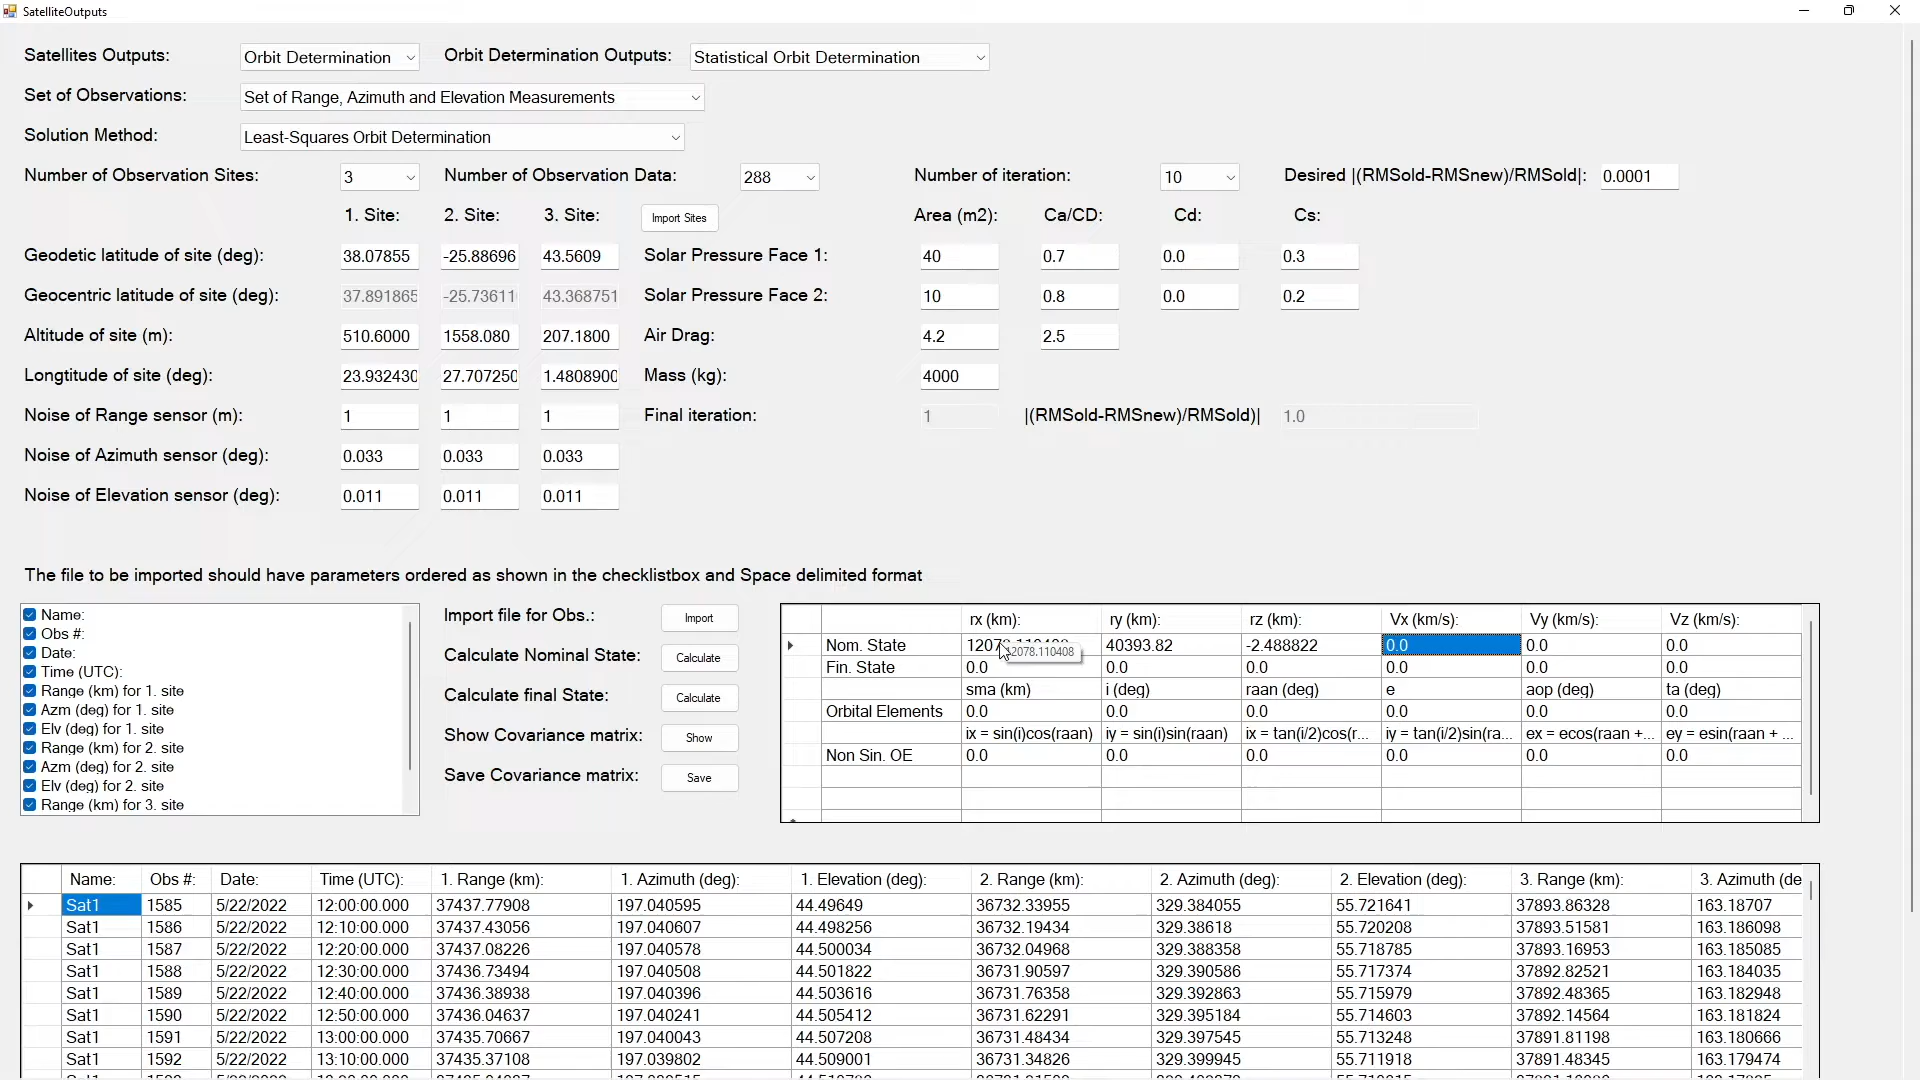 SatelliteOutputs
Satellites Outputs: Orbit Determination Orbit Determination Outputs: Statistical Orbit Determination
Set of Observations: Set of Range, Azimuth and Elevation Measurements
Solution Method: Least-Squares Orbit Determination
Number of Observation Sites: 3 Number of Observation Data: 288 Number of iteration: 10 Desired |(RMSold-RMSnew)/RMSold|: 0.0001
1. Site: 2. Site: 3. Site: Import Sites Area (m2): Ca/CD: Cd: Cs:
Geodetic latitude of site (deg): 38.07855 -25.88696 43.5609 Solar Pressure Face 1: 40 0.7 0.0 0.3
Geocentric latitude of site (deg): 37.891865 -25.73611 43.368751 Solar Pressure Face 2: 10 0.8 0.0 0.2
Altitude of site (m): 510.6000 1558.080 207.1800 Air Drag: 4.2 2.5
Longtitude of site (deg): 23.932430 27.707250 1.4808900 Mass (kg): 4000
Noise of Range sensor (m): 1 1 1 Final iteration: 1 |(RMSold-RMSnew)/RMSold)| 1.0
Noise of Azimuth sensor (deg): 0.033 0.033 0.033
Noise of Elevation sensor (deg): 0.011 0.011 0.011
The file to be imported should have parameters ordered as shown in the checklistbox and Space delimited format
Name:
Obs #:
Date:
Time (UTC):
Range (km) for 1. site
Azm (deg) for 1. site
Elv (deg) for 1. site
Range (km) for 2. site
Azm (deg) for 2. site
Elv (deg) for 2. site
Range (km) for 3. site
Import file for Obs.: Import
Calculate Nominal State: Calculate
Calculate final State: Calculate
Show Covariance matrix: Show
Save Covariance matrix: Save
rx (km): ry (km): rz (km): Vx (km/s): Vy (km/s): Vz (km/s):
Nom. State 12078.110408 40393.82 -2.488822 0.0 0.0 0.0
Fin. State 0.0 0.0 0.0 0.0 0.0 0.0
sma (km) i (deg) raan (deg) e aop (deg) ta (deg)
Orbital Elements 0.0 0.0 0.0 0.0 0.0 0.0
ix = sin(i)cos(raan) iy = sin(i)sin(raan) ix = tan(i/2)cos(r... iy = tan(i/2)sin(ra... ex = ecos(raan +... ey = esin(raan + ...
Non Sin. OE 0.0 0.0 0.0 0.0 0.0 0.0
Name: Obs #: Date: Time (UTC): 1. Range (km): 1. Azimuth (deg): 1. Elevation (deg): 2. Range (km): 2. Azimuth (deg): 2. Elevation (deg): 3. Range (km): 3. Azimuth (de
Sat1 1585 5/22/2022 12:00:00.000 37437.77908 197.040595 44.49649 36732.33955 329.384055 55.721641 37893.86328 163.18707
Sat1 1586 5/22/2022 12:10:00.000 37437.43056 197.040607 44.498256 36732.19434 329.38618 55.720208 37893.51581 163.186098
Sat1 1587 5/22/2022 12:20:00.000 37437.08226 197.040578 44.500034 36732.04968 329.388358 55.718785 37893.16953 163.185085
Sat1 1588 5/22/2022 12:30:00.000 37436.73494 197.040508 44.501822 36731.90597 329.390586 55.717374 37892.82521 163.184035
Sat1 1589 5/22/2022 12:40:00.000 37436.38938 197.040396 44.503616 36731.76358 329.392863 55.715979 37892.48365 163.182948
Sat1 1590 5/22/2022 12:50:00.000 37436.04637 197.040241 44.505412 36731.62291 329.395184 55.714603 37892.14564 163.181824
Sat1 1591 5/22/2022 13:00:00.000 37435.70667 197.040043 44.507208 36731.48434 329.397545 55.713248 37891.81198 163.180666
Sat1 1592 5/22/2022 13:10:00.000 37435.37108 197.039802 44.509001 36731.34826 329.399945 55.711918 37891.48345 163.179474